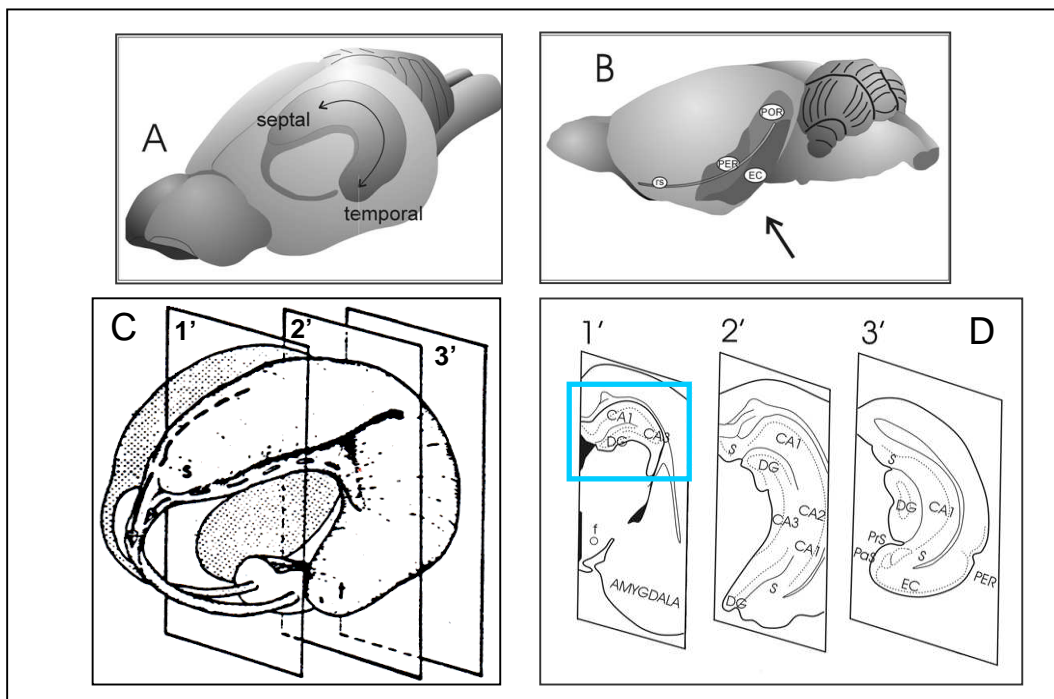 A
septal
temporal
B
POR
PER
EC
rs
C
1'
2'
3'
s
t
D
1'
2'
3'
CA1
DG
CA3
f
AMYGDALA
CA1
S
DG
CA3
CA2
CA1
S
DG
S
DG
CA1
PrS
PaS
S
EC
PER